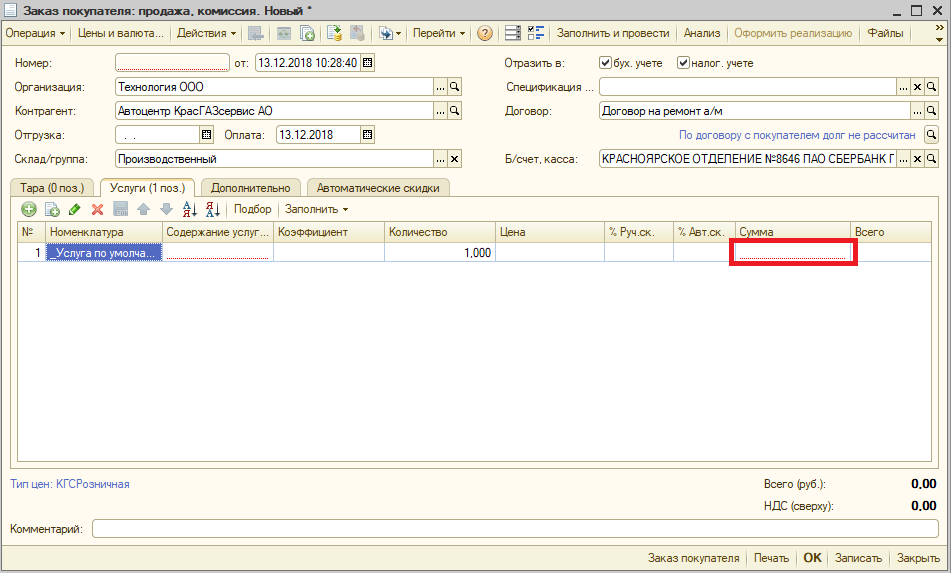 Заказ покупателя: продажа, комиссия. Новый *
Операция Цены и валюта... Действия Перейти Заполнить и провести Анализ Оформить реализацию Файлы
Номер: от: 13.12.2018 10:28:40 Отразить в: бух. учете налог. учете
Организация: Технология ООО Спецификация ...
Контрагент: Автоцентр КрасГАЗсервис АО Договор: Договор на ремонт а/м
Отгрузка: . . Оплата: 13.12.2018 По договору с покупателем долг не рассчитан
Склад/группа: Производственный Б/счет, касса: КРАСНОЯРСКОЕ ОТДЕЛЕНИЕ №8646 ПАО СБЕРБАНК Г
Тара (0 поз.) Услуги (1 поз.) Дополнительно Автоматические скидки
Подбор Заполнить
№ Номенклатура Содержание услуг... Коэффициент Количество Цена % Руч.ск. % Авт.ск. Сумма Всего
1 _Услуга по умолча... 1,000
Тип цен: КГСРозничная Всего (руб.): 0.00
НДС (сверху): 0.00
Комментарий:
Заказ покупателя Печать OK Записать Закрыть